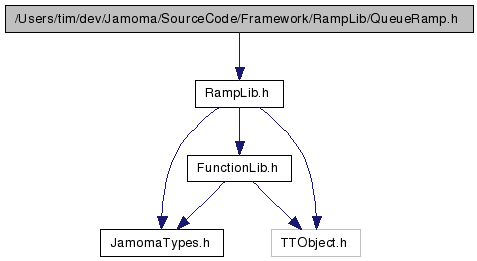 /Users/tim/dev/Jamoma/SourceCode/Framework/RampLib/QueueRamp.h
RampLib.h
FunctionLib.h
JamomaTypes.h
TTObject.h